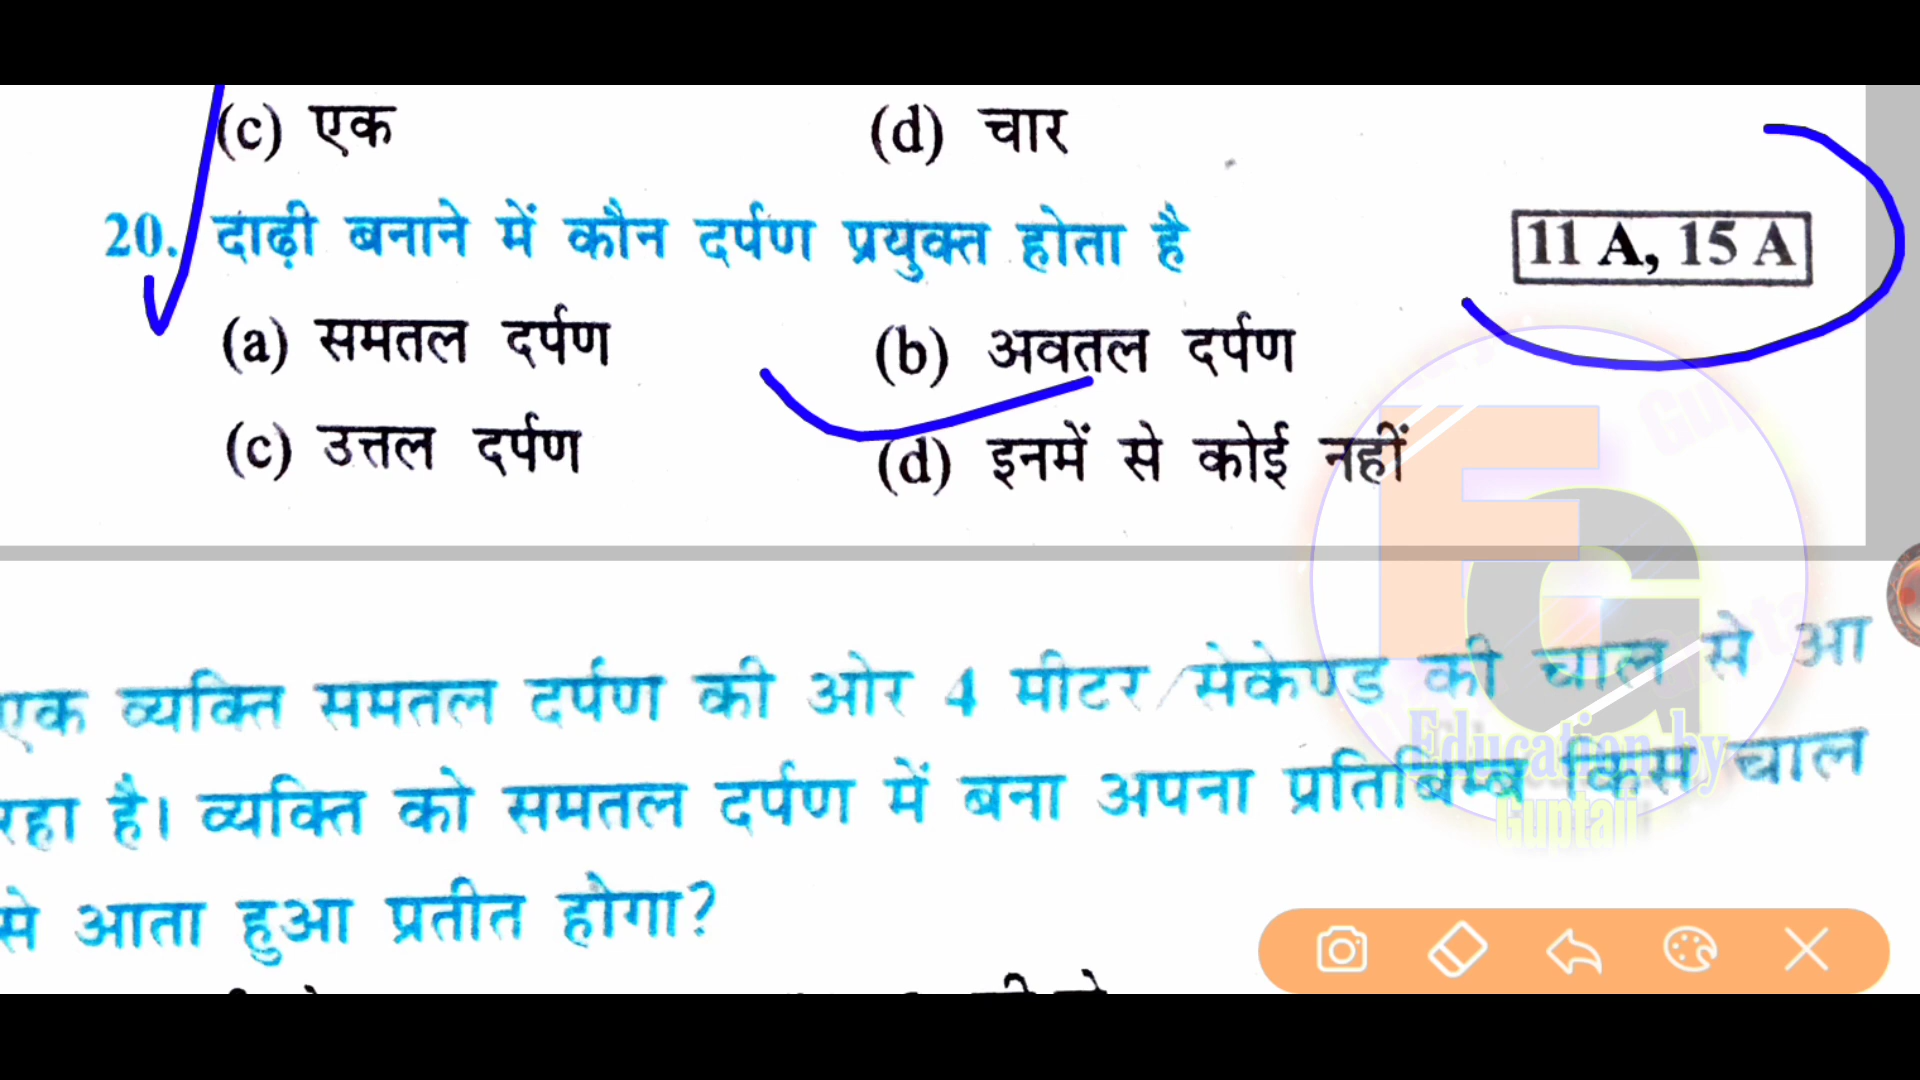 (c) एक (d) चार
20. दाढ़ी बनाने में कौन दर्पण प्रयुक्त होता है 11 A, 15 A
(a) समतल दर्पण (b) अवतल दर्पण
(c) उत्तल दर्पण (d) इनमें से कोई नहीं
एक व्यक्ति समतल दर्पण की ओर 4 मीटर/सेकेण्ड की चाल से आ
रहा है। व्यक्ति को समतल दर्पण में बना अपना प्रतिबिम्ब किस चाल
से आता हुआ प्रतीत होगा?
EG
Education by
Guptaji